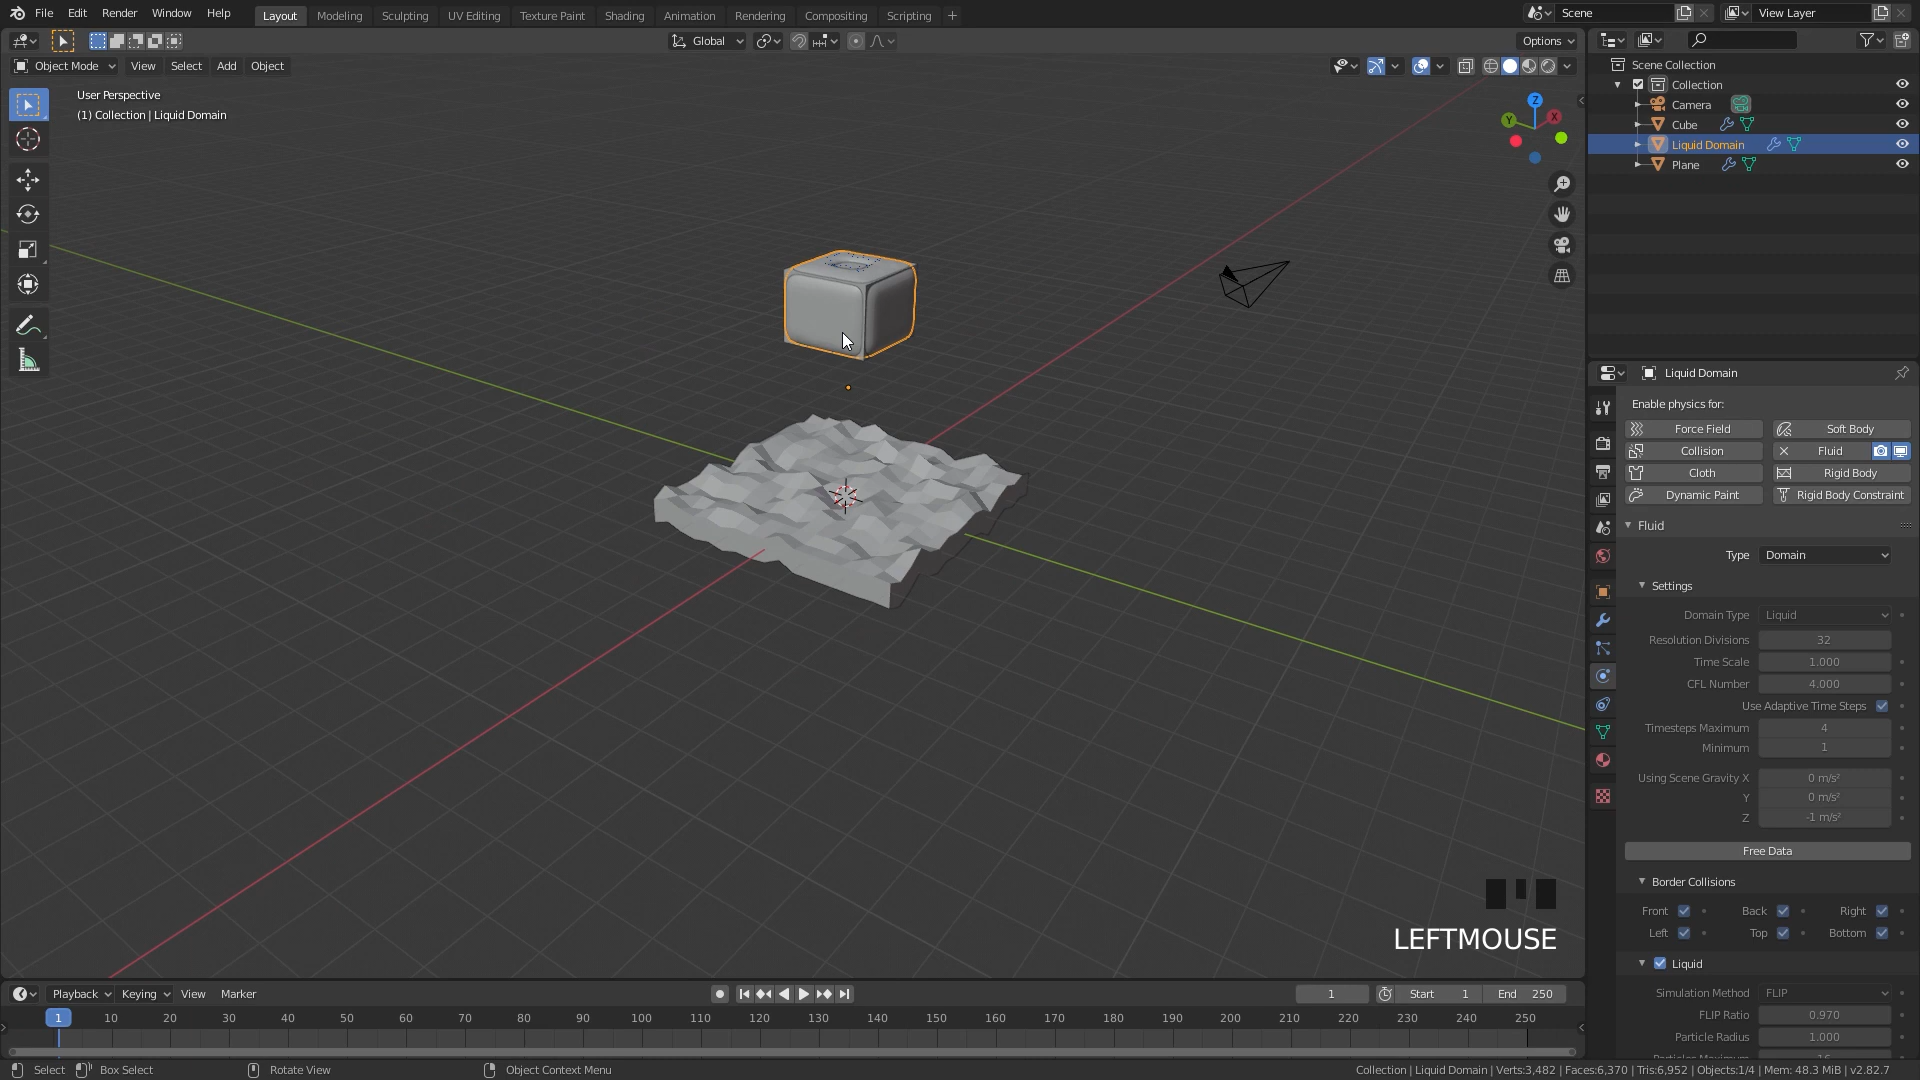 File Edit Render Window Help Layout Modeling Sculpting UV Editing Texture Paint Shading Animation Rendering Compositing Scripting + Scene View Layer
Global Options
Object Mode View Select Add Object
User Perspective
(1) Collection | Liquid Domain
Z
X
Y
Scene Collection
Collection
Camera
Cube
Liquid Domain
Plane
Liquid Domain
Enable physics for:
Force Field Soft Body
Collision Fluid
Cloth Rigid Body
Dynamic Paint Rigid Body Constraint
Fluid
Type Domain
Settings
Domain Type Liquid
Resolution Divisions 32
Time Scale 1.000
CFL Number 4.000
Use Adaptive Time Steps
Timesteps Maximum 4
Minimum 1
Using Scene Gravity X 0 m/s²
Y 0 m/s²
Z -1 m/s²
Free Data
Border Collisions
Front Back Right
Left Top Bottom
Liquid
Simulation Method FLIP
FLIP Ratio 0.970
Particle Radius 1.000
LEFTMOUSE
Playback Keying View Marker 1 Start 1 End 250
1 10 20 30 40 50 60 70 80 90 100 110 120 130 140 150 160 170 180 190 200 210 220 230 240 250
Select Box Select Rotate View Object Context Menu Collection | Liquid Domain | Verts:3,482 | Faces:6,370 | Tris:6,952 | Objects:1/4 | Mem: 48.3 MiB | v2.82.7